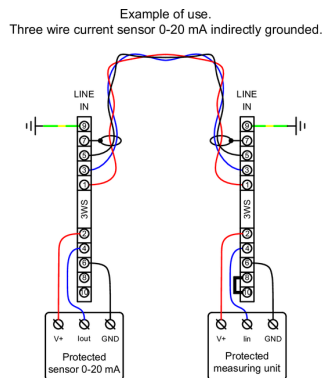 Example of use.
Three wire current sensor 0-20 mA indirectly grounded.
LINE
IN
LINE
IN
9
7
5
3
1
3WS
2
4
6
8
10
9
7
5
3
1
3WS
2
4
6
8
10
V+
Iout
GND
Protected
sensor 0-20 mA
V+
Iin
GND
Protected
measuring unit